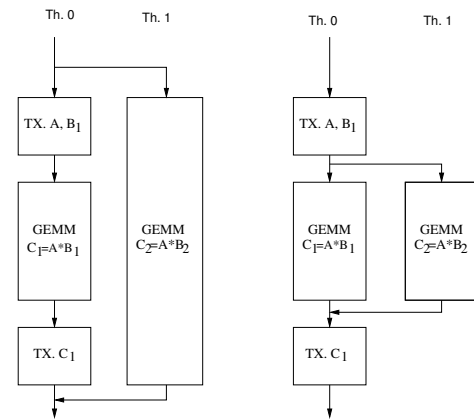 Th. 0 Th. 1 Th. 0 Th. 1
TX. A, B1 TX. A, B1
GEMM GEMM GEMM GEMM
C1=A*B1 C2=A*B2 C1=A*B1 C2=A*B2
TX. C1 TX. C1